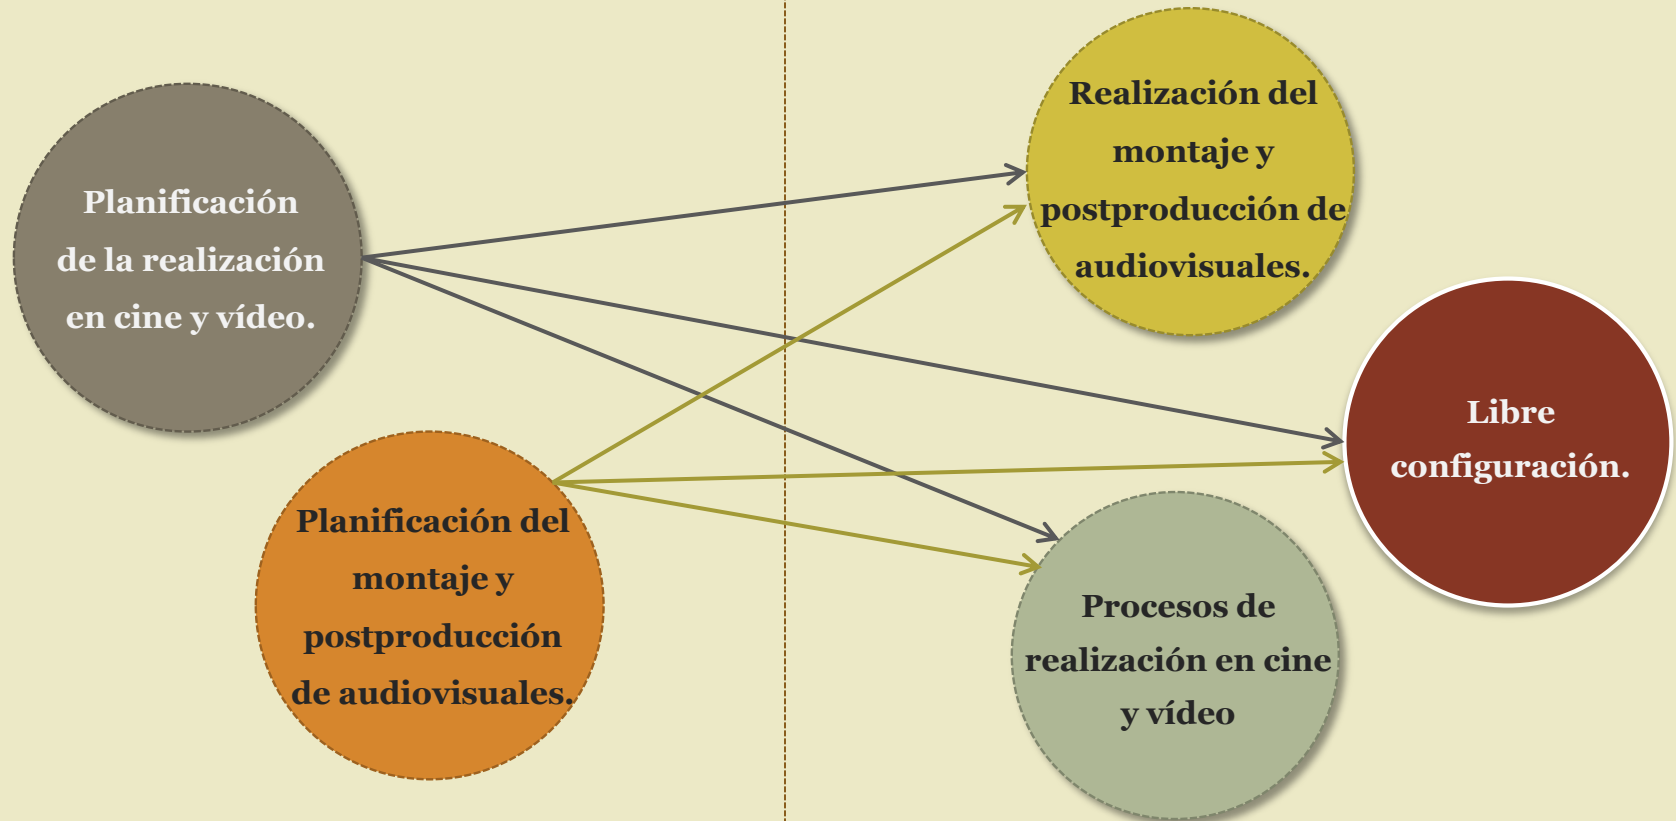 Planificación
de la realización
en cine y vídeo.
Planificación del
montaje y
postproducción
de audiovisuales.
Realización del
montaje y
postproducción de
audiovisuales.
Libre
configuración.
Procesos de
realización en cine
y vídeo